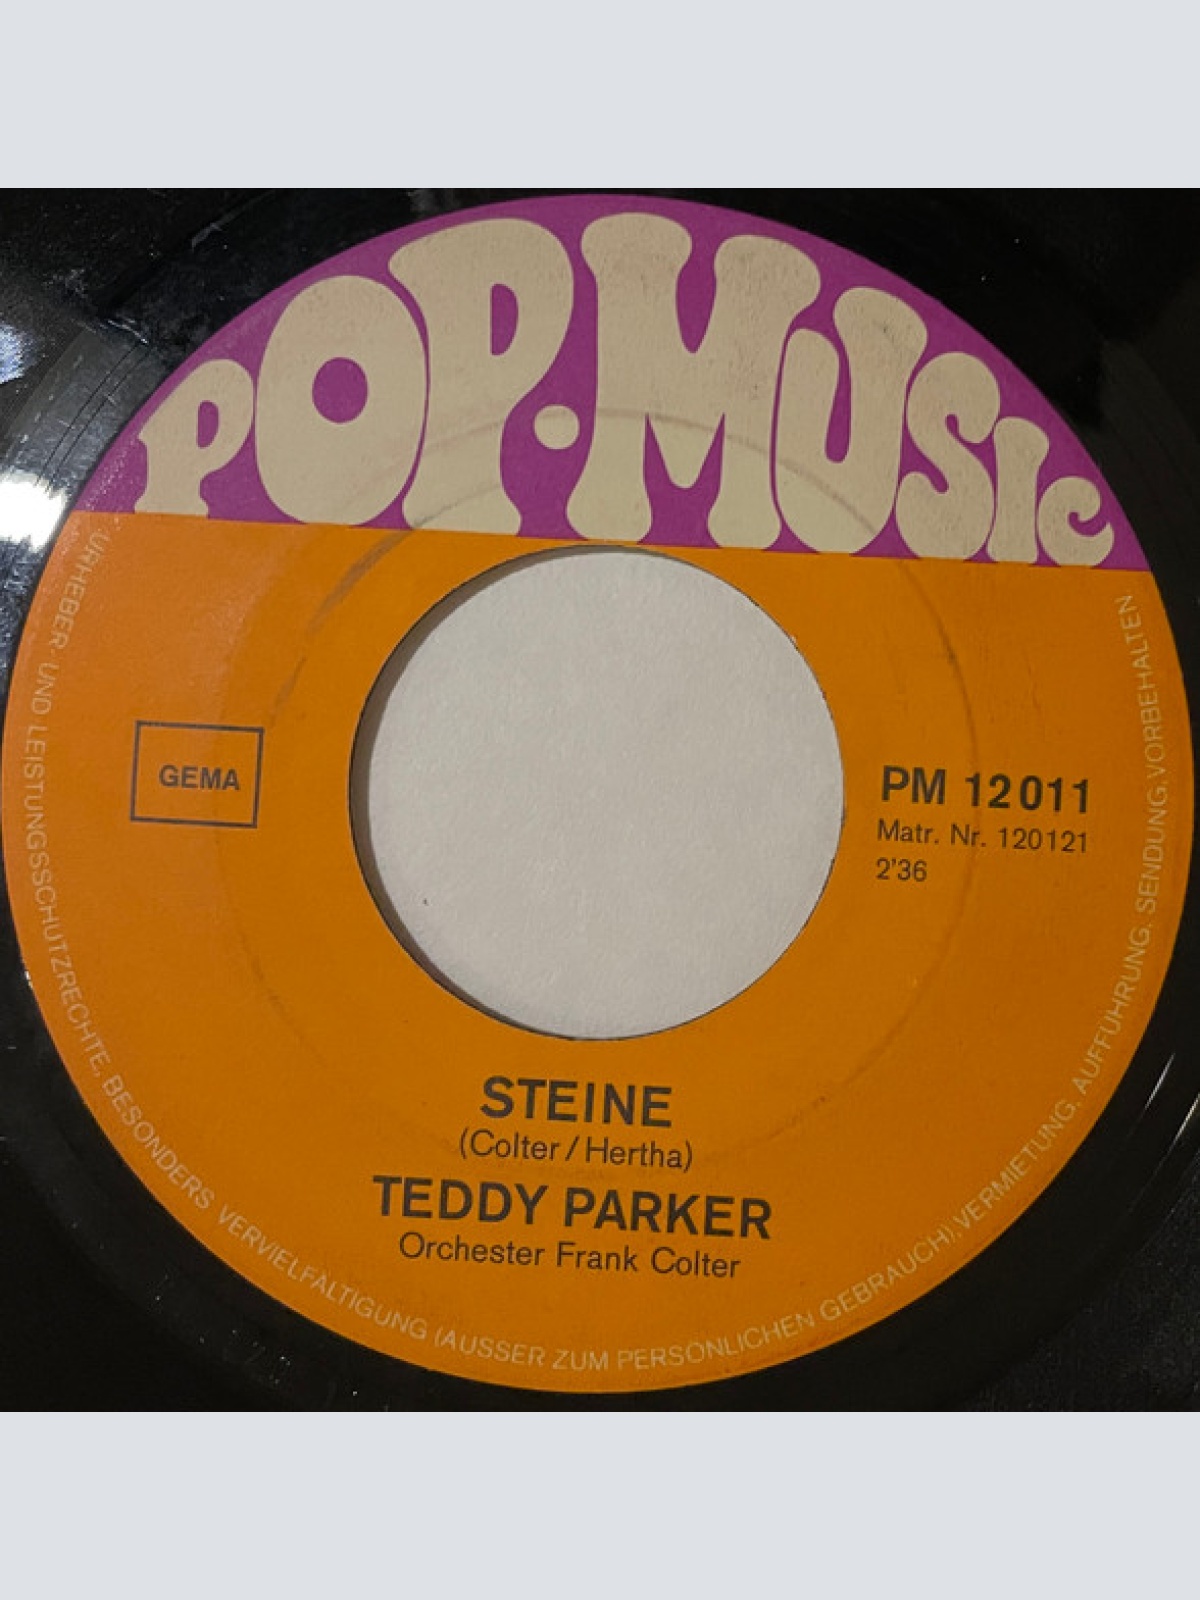 POP·MUSIC
GEMA
PM 12011
Matr. Nr. 120121
2'36
STEINE
(Colter / Hertha)
TEDDY PARKER
Orchester Frank Colter
URHEBER- UND LEISTUNGSSCHUTZRECHTE, BESONDERS VERVIELFÄLTIGUNG (AUSSER ZUM PERSÖNLICHEN GEBRAUCH), VERMIETUNG, AUFFÜHRUNG, SENDUNG, VORBEHALTEN